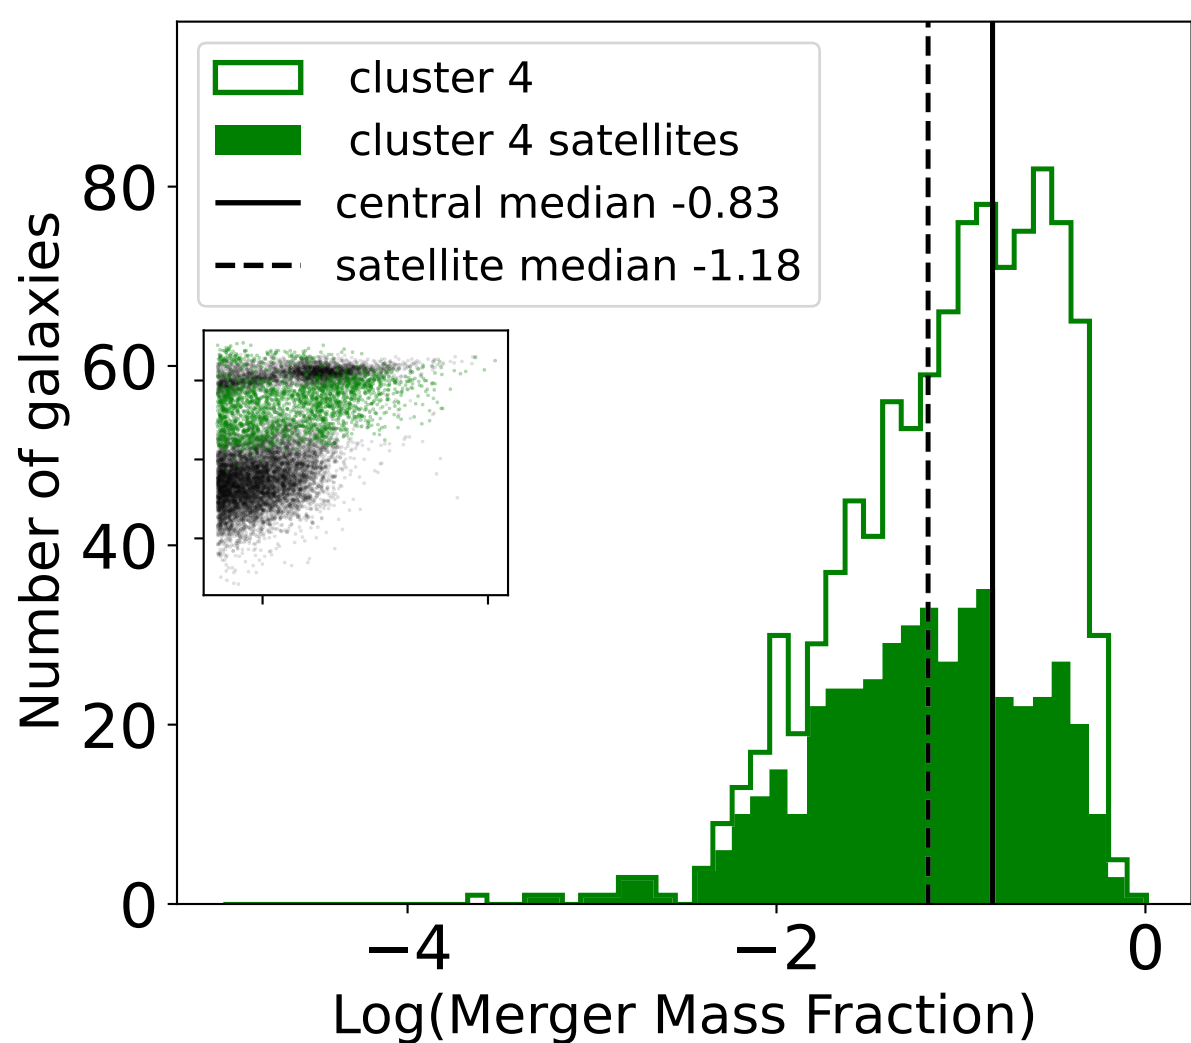 cluster 4
cluster 4 satellites
central median -0.83
satellite median -1.18
Number of galaxies
80
60
40
20
0
−4
−2
0
Log(Merger Mass Fraction)